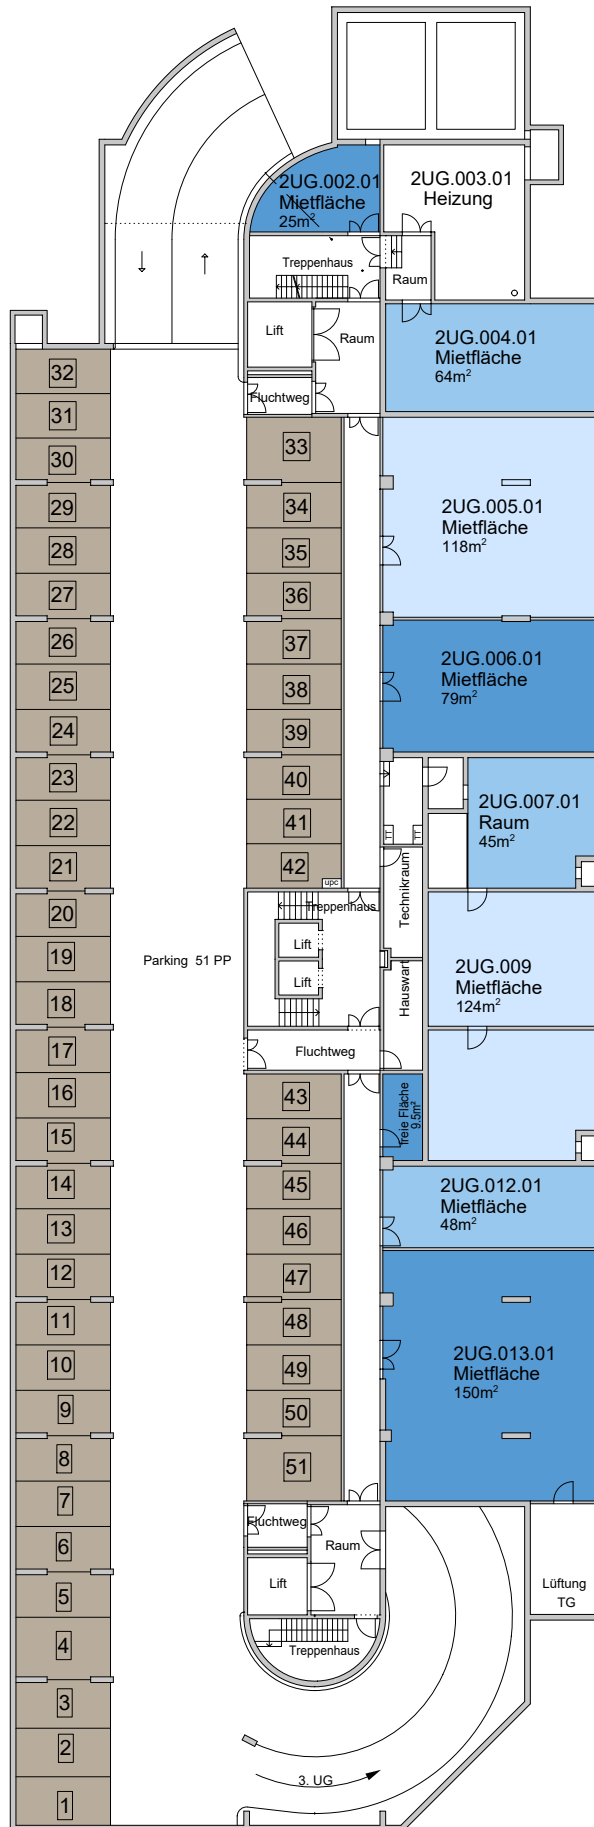 2UG.002.01
Mietfläche
25m²
2UG.003.01
Heizung
Treppenhaus
Raum
Lift
Raum
2UG.004.01
Mietfläche
64m²
Fluchtweg
32
31
30
29
28
27
26
25
24
23
22
21
20
19
18
17
16
15
14
13
12
11
10
9
8
7
6
5
4
3
2
1
33
34
35
36
37
38
39
40
41
42
upc
2UG.005.01
Mietfläche
118m²
2UG.006.01
Mietfläche
79m²
2UG.007.01
Raum
45m²
TT
TT
Technikraum
Treppenhaus
Lift
Lift
Parking 51 PP
Hauswart
2UG.009
Mietfläche
124m²
Fluchtweg
freie Fläche
9.5m²
43
44
45
46
47
48
49
50
51
2UG.012.01
Mietfläche
48m²
2UG.013.01
Mietfläche
150m²
Fluchtweg
Raum
Lift
Treppenhaus
Lüftung
TG
3. UG